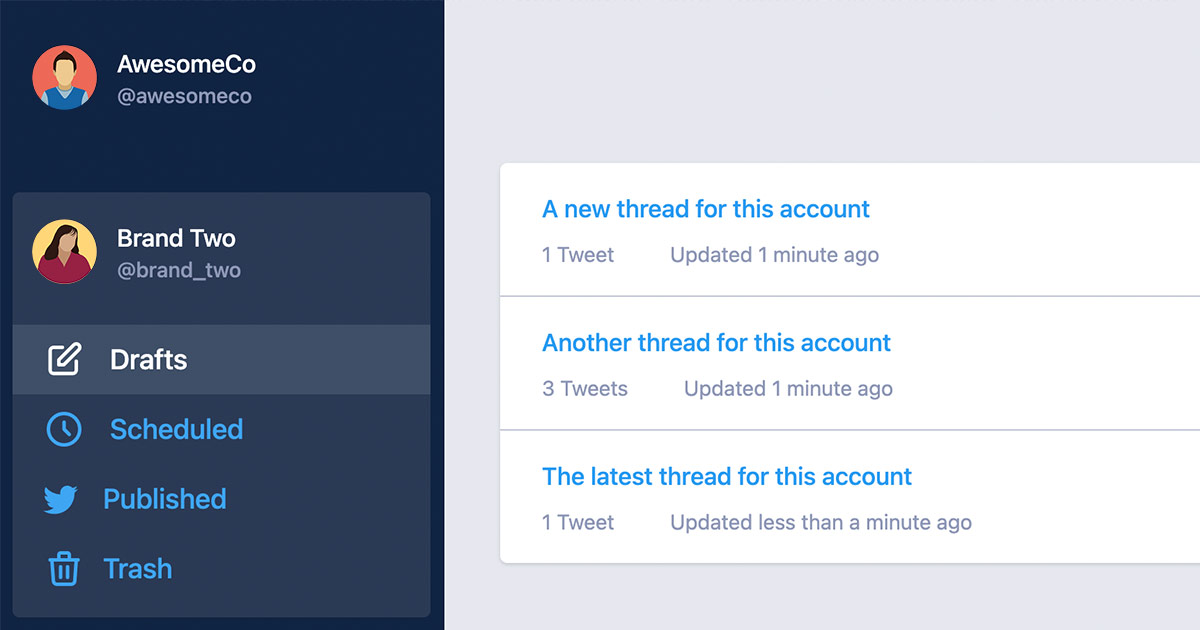 AwesomeCo
@awesomeco
Brand Two
@brand_two
Drafts
Scheduled
Published
Trash
A new thread for this account
1 Tweet Updated 1 minute ago
Another thread for this account
3 Tweets Updated 1 minute ago
The latest thread for this account
1 Tweet Updated less than a minute ago